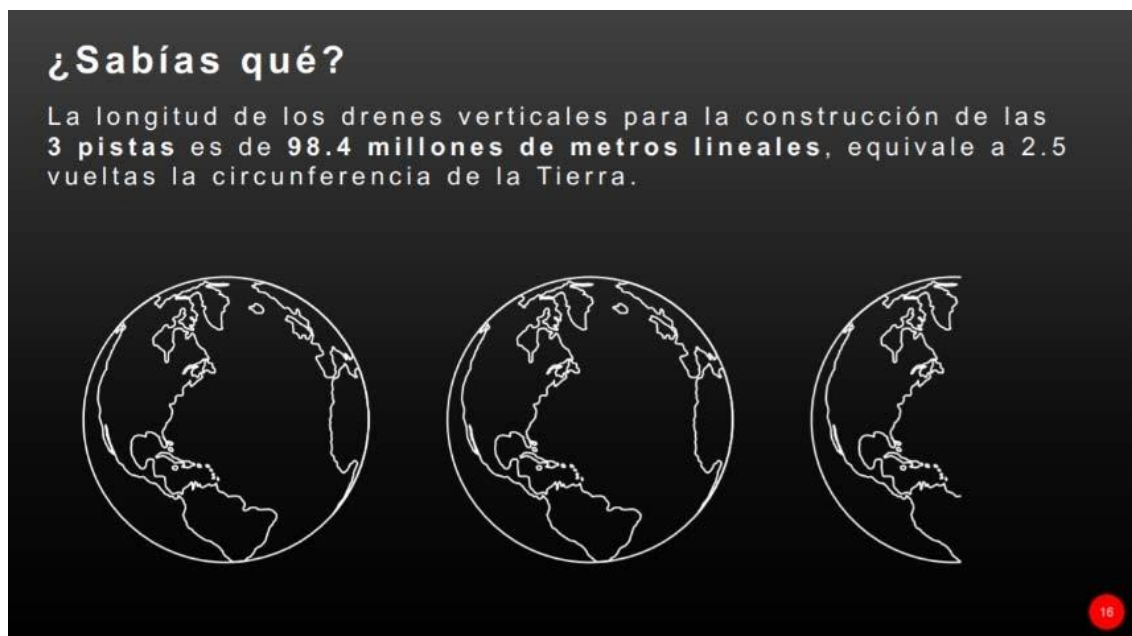 ¿Sabías qué?
La longitud de los drenes verticales para la construcción de las
3 pistas es de 98.4 millones de metros lineales, equivale a 2.5
vueltas la circunferencia de la Tierra.
16